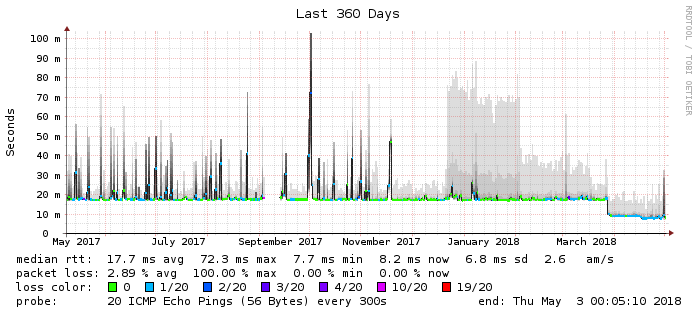 Last 360 Days
RRDTOOL / TOBI OETIKER
Seconds
100 m
90 m
80 m
70 m
60 m
50 m
40 m
30 m
20 m
10 m
0
May 2017 July 2017 September 2017 November 2017 January 2018 March 2018
median rtt: 17.7 ms avg 72.3 ms max 7.7 ms min 8.2 ms now 6.8 ms sd 2.6 am/s
packet loss: 2.89 % avg 100.00 % max 0.00 % min 0.00 % now
loss color: 0 1/20 2/20 3/20 4/20 10/20 19/20
probe: 20 ICMP Echo Pings (56 Bytes) every 300s end: Thu May 3 00:05:10 2018